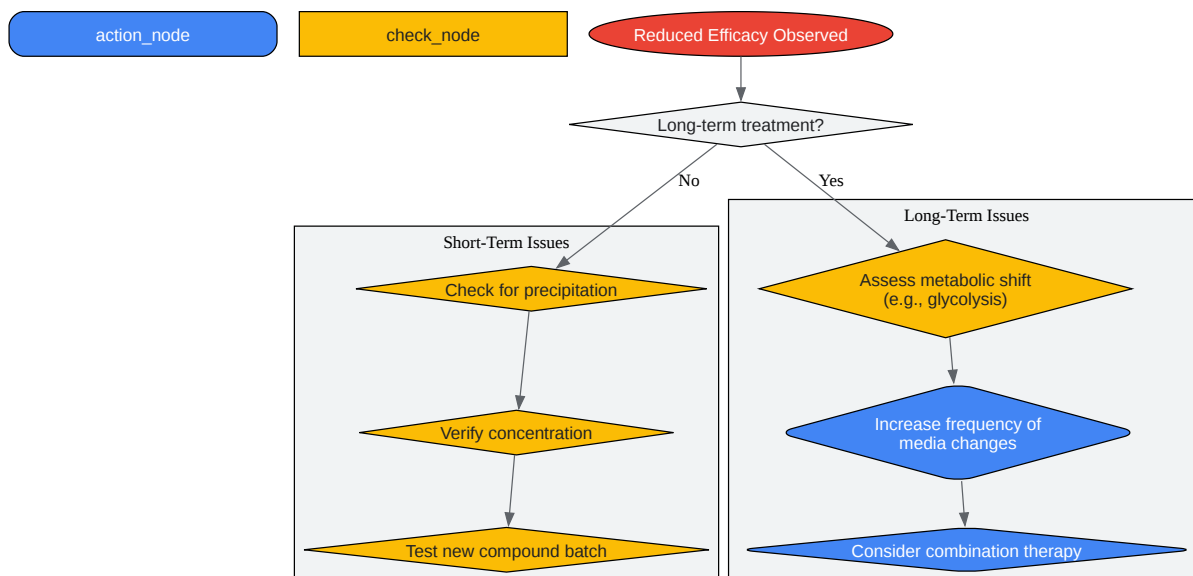 action_node
check_node
Reduced Efficacy Observed
Long-term treatment?
No
Yes
Short-Term Issues
Check for precipitation
Verify concentration
Test new compound batch
Long-Term Issues
Assess metabolic shift
(e.g., glycolysis)
Increase frequency of
media changes
Consider combination therapy